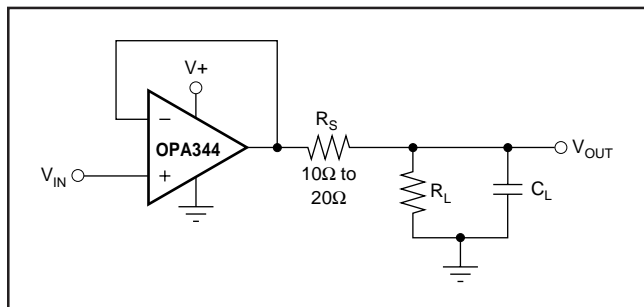 V+
−
OPA344
+
V_IN
R_S
10Ω to
20Ω
R_L
C_L
V_OUT